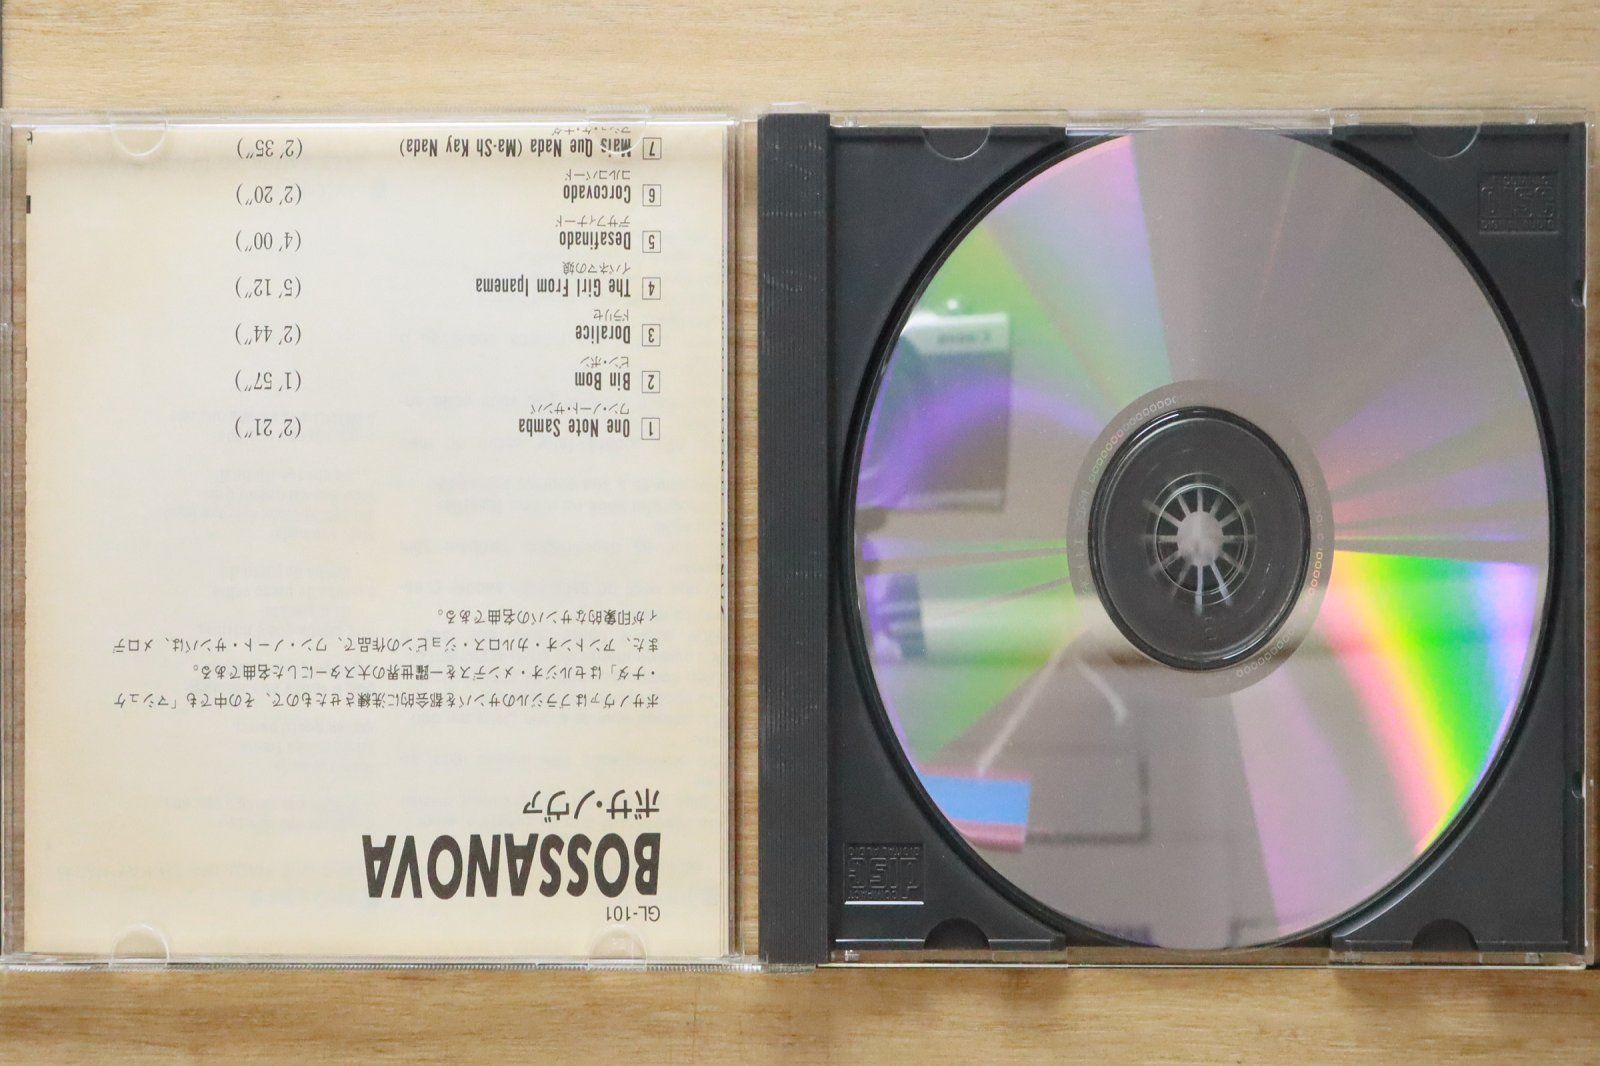 GL-101
BOSSANOVA
ボサ・ノヴァ
ボサノヴァはブラジルのサンバを都会的に洗練させたもので、その中でも「マシュケ
・ナダ」はセルジオ・メンデスを一躍世界の大スターにした名曲である。
また、アントニオ・カルロス・ジョビンの作品で、ワン・ノート・サンバは、メロデ
ィが印象的なサンバの名曲である。
1 One Note Samba (2′21″)
ワン・ノート・サンバ
2 Bin Bom (1′57″)
ビン・ボン
3 Doralice (2′44″)
ドラリセ
4 The Girl From Ipanema (5′12″)
イパネマの娘
5 Desafinado (4′00″)
デサフィナード
6 Corcovado (2′20″)
コルコバード
7 Mais Que Nada (Ma-Sh Kay Nada) (2′35″)
マシュ・ケ・ナダ
COMPACT
disc
DIGITAL AUDIO